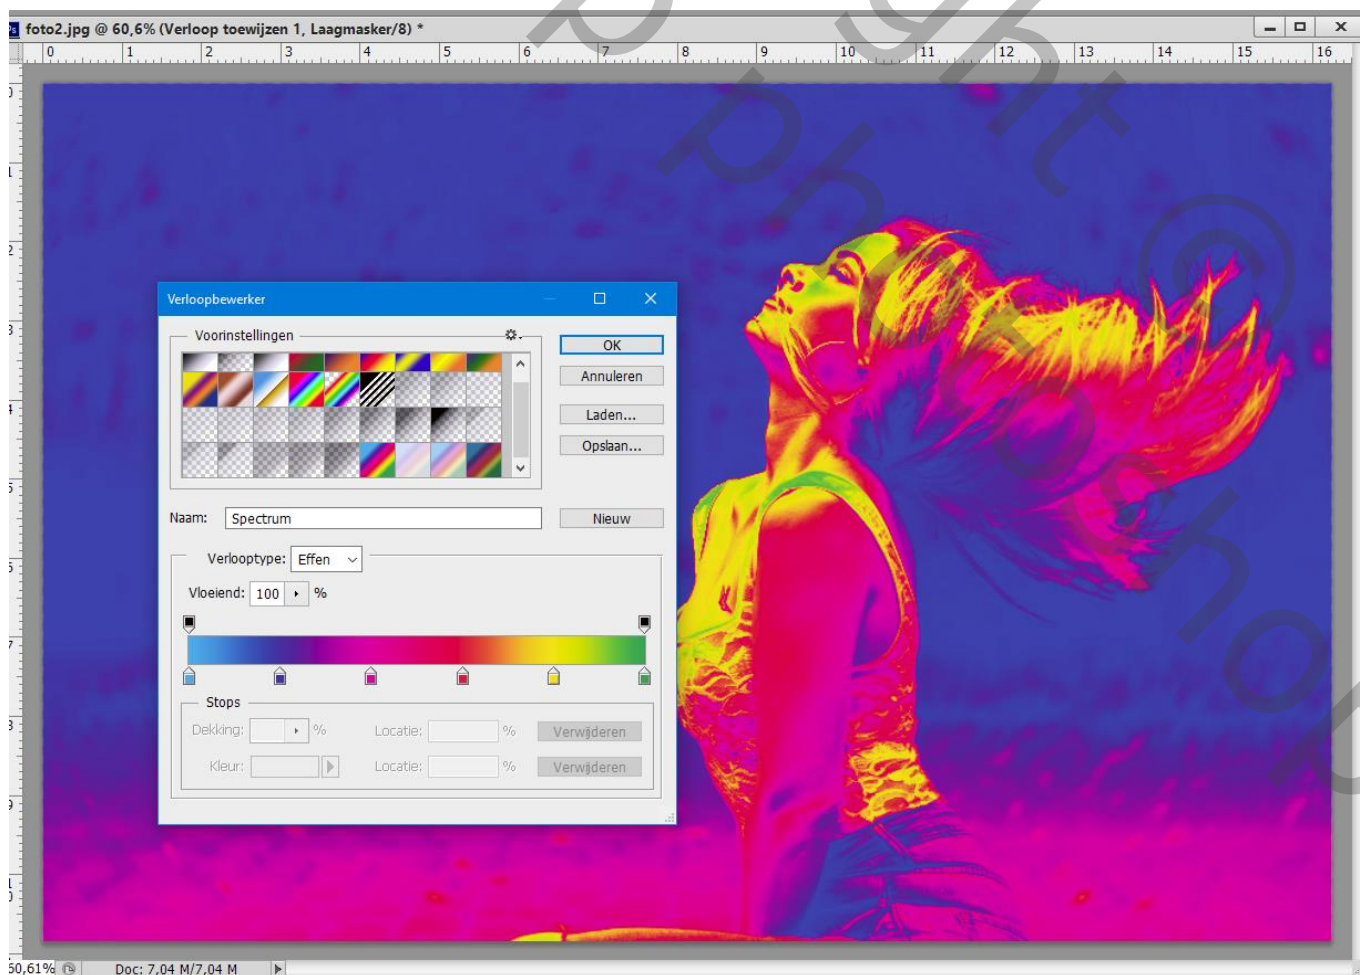 foto2.jpg @ 60,6% (Verloop toewijzen 1, Laagmasker/8) *
0 1 2 3 4 5 6 7 8 9 10 11 12 13 14 15 16
Verloopbewerker
Voorinstellingen
OK
Annuleren
Laden...
Opslaan...
Naam: Spectrum
Nieuw
Verlooptype: Effen
Vloeiend: 100 %
Stops
Dekking: % Locatie: % Verwijderen
Kleur: Locatie: % Verwijderen
60,61% Doc: 7,04 M/7,04 M